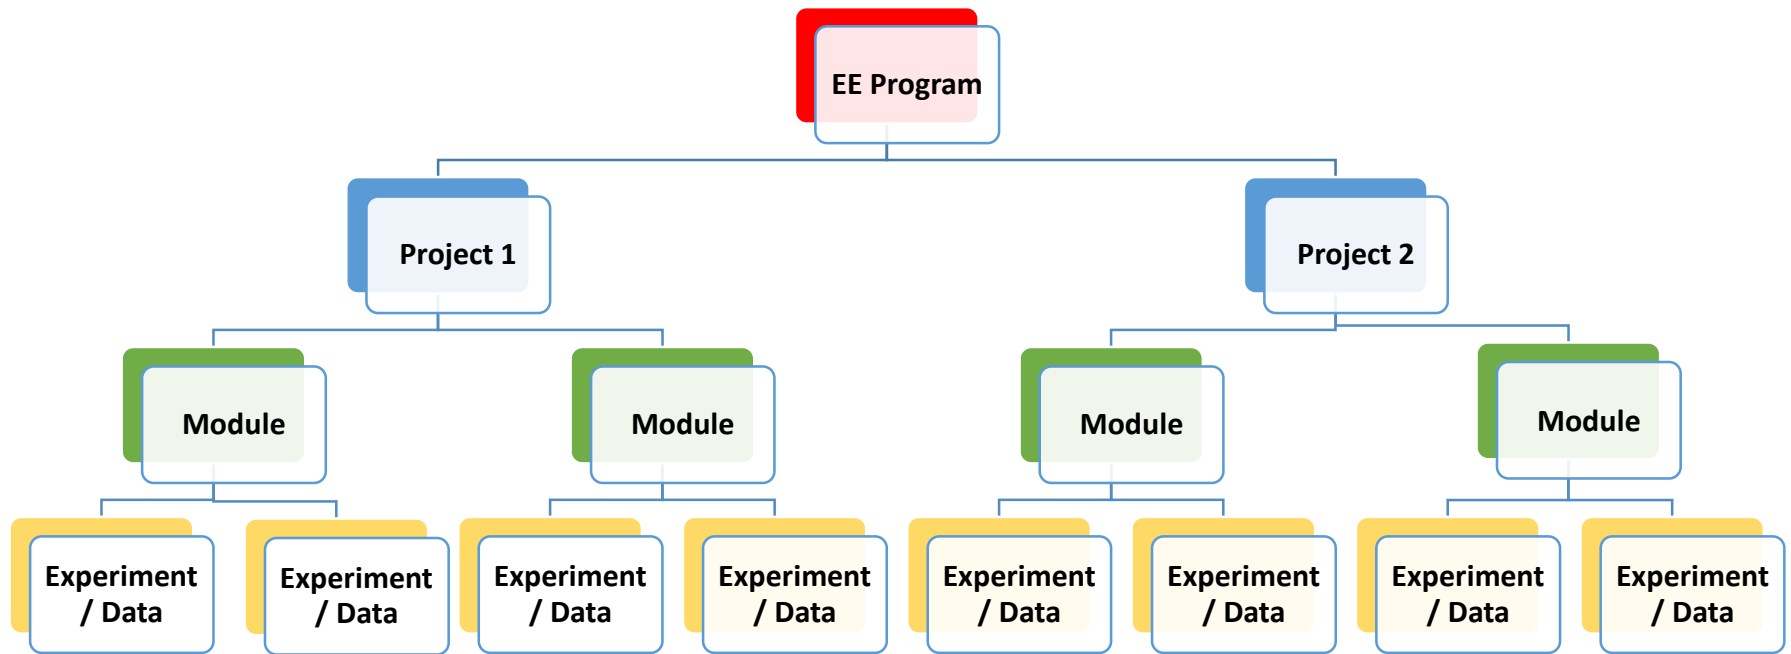 EE Program
Project 1
Project 2
Module
Module
Module
Module
Experiment
/ Data
Experiment
/ Data
Experiment
/ Data
Experiment
/ Data
Experiment
/ Data
Experiment
/ Data
Experiment
/ Data
Experiment
/ Data